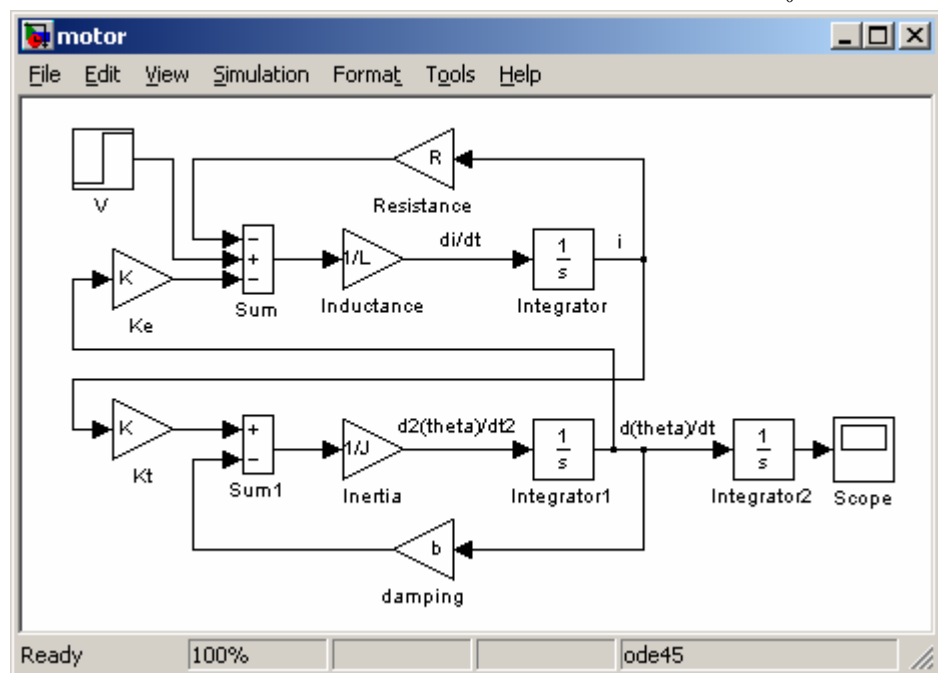 motor
File Edit View Simulation Format Tools Help
R
V
Resistance
di/dt
i
−
+
−
1/L
1
s
K
Sum
Inductance
Integrator
Ke
d2(theta)/dt2
d(theta)/dt
K
+
−
1/J
1
s
1
s
Kt
Sum1
Inertia
Integrator1
Integrator2
Scope
b
damping
Ready
100%
ode45